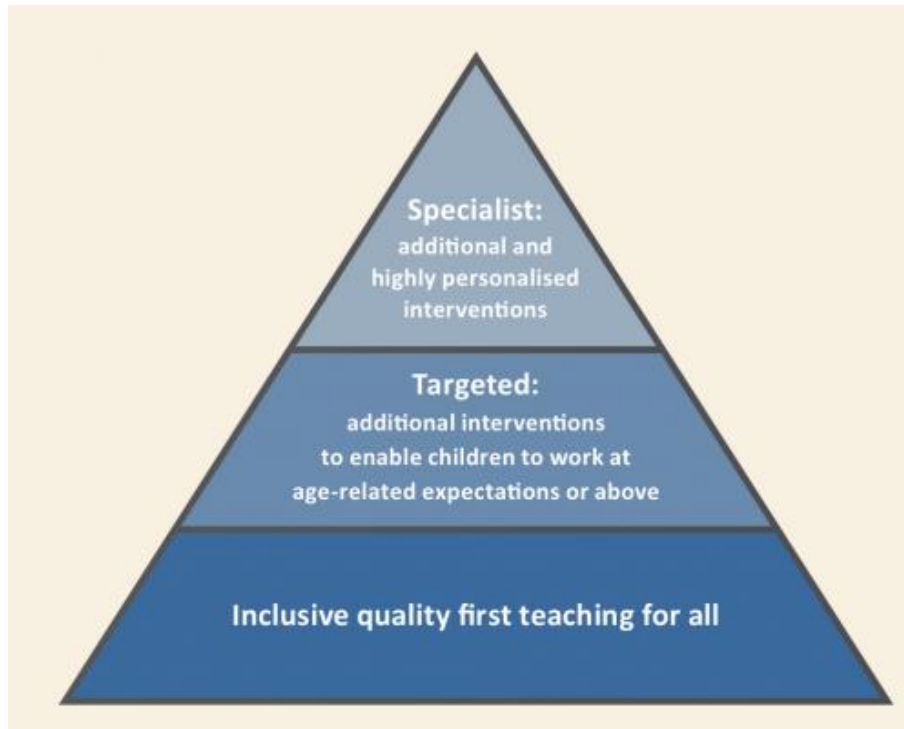 Specialist:
additional and
highly personalised
interventions
Targeted:
additional interventions
to enable children to work at
age-related expectations or above
Inclusive quality first teaching for all